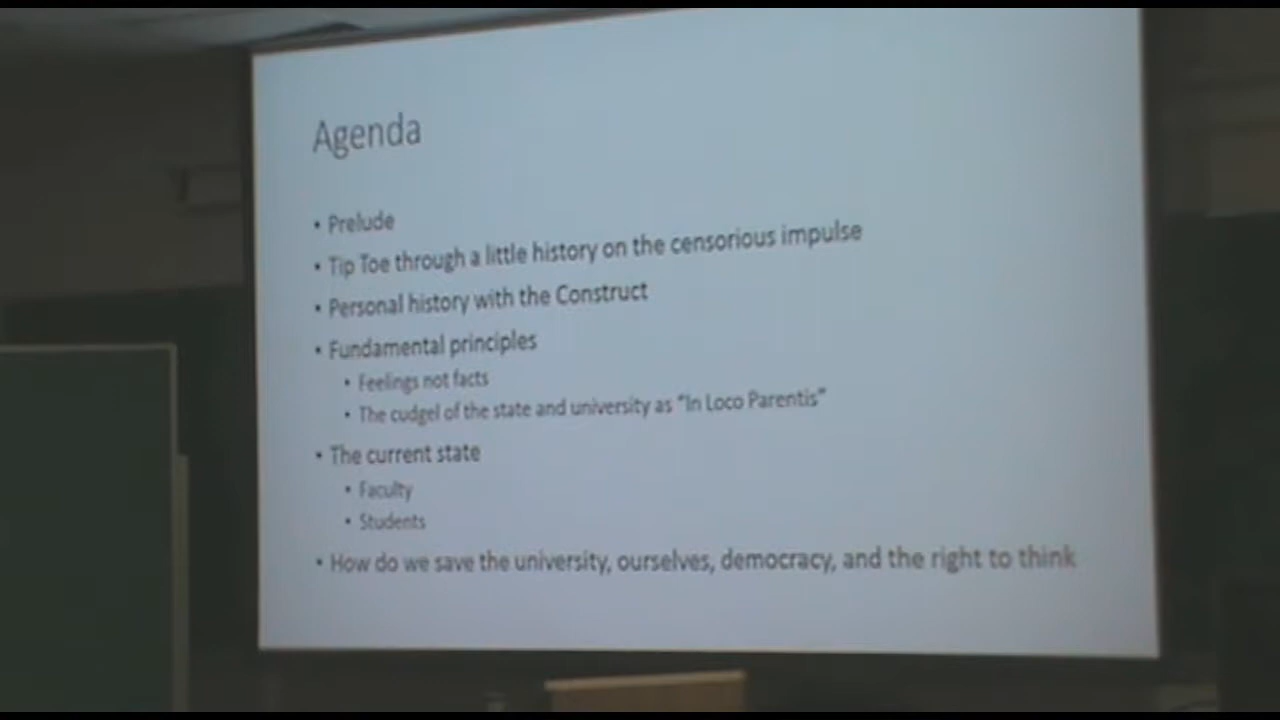 Agenda
• Prelude
• Tip Toe through a little history on the censorious impulse
• Personal history with the Construct
• Fundamental principles
• Feelings not facts
• The cudgel of the state and university as “In Loco Parentis”
• The current state
• Faculty
• Students
• How do we save the university, ourselves, democracy, and the right to think